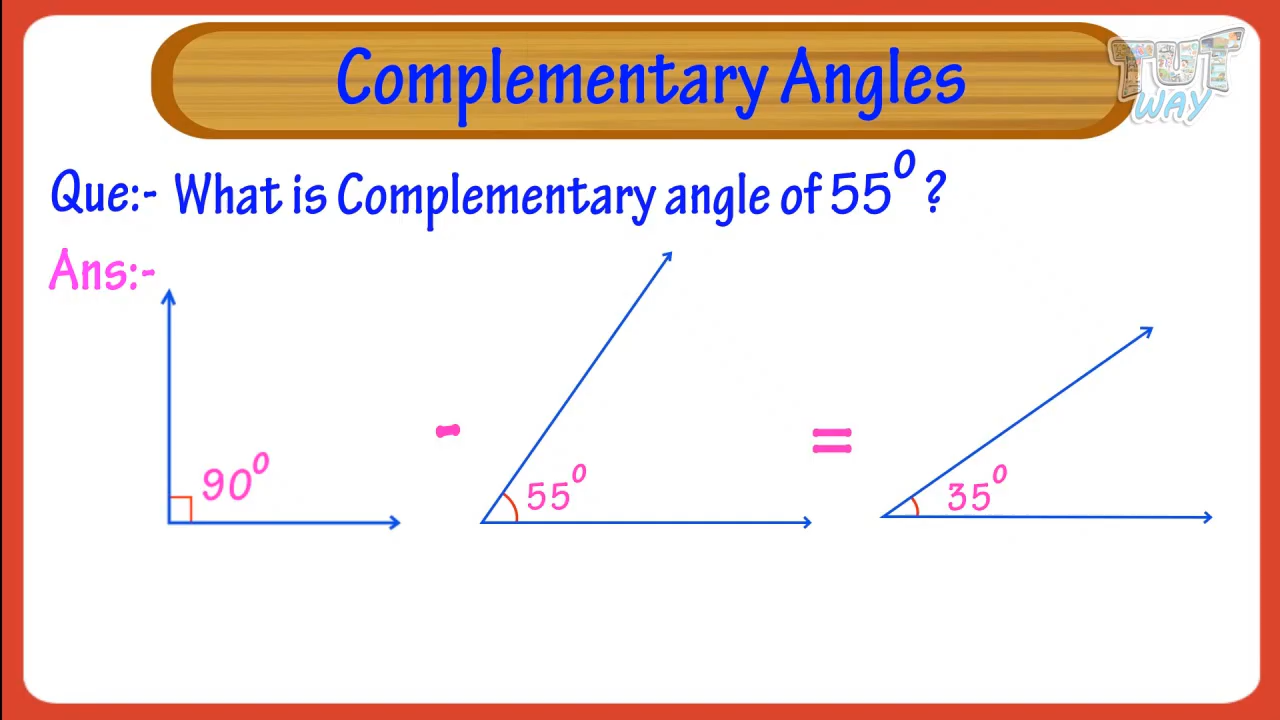 Complementary Angles
TUT
WAY
Que:- What is Complementary angle of 55⁰ ?
Ans:-
90⁰ - 55⁰ = 35⁰